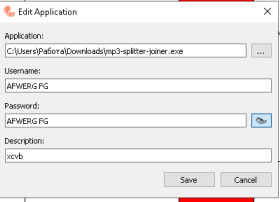 Edit Application
Application:
C:\Users\Работа\Downloads\mp3-splitter-joiner.exe
...
Username:
AFWERG FG
Password:
AFWERG FG
Description:
xcvb
Save
Cancel